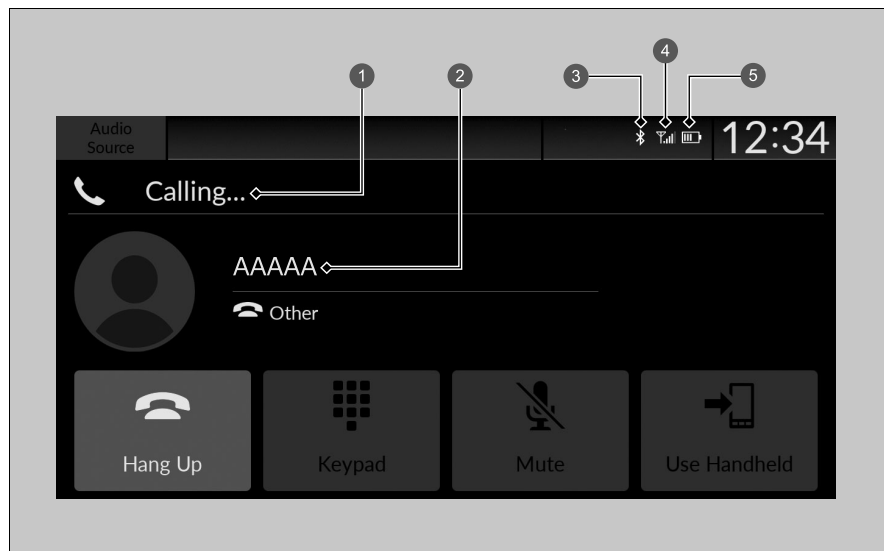 1
2
3
4
5
Audio
Source
12:34
Calling...
AAAAA
Other
Hang Up
Keypad
Mute
Use Handheld